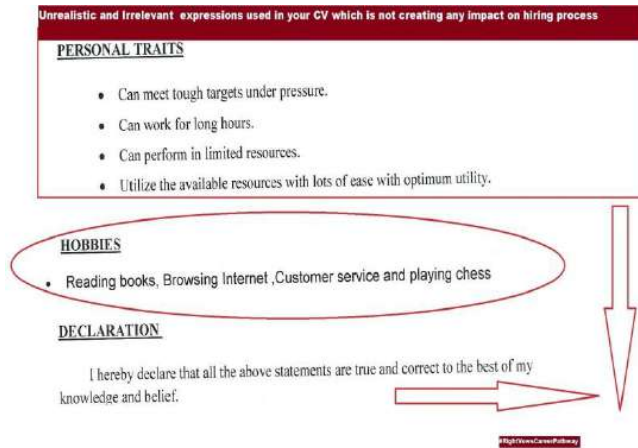 Unrealistic and Irrelevant expressions used in your CV which is not creating any impact on hiring process
PERSONAL TRAITS
• Can meet tough targets under pressure.
• Can work for long hours.
• Can perform in limited resources.
• Utilize the available resources with lots of ease with optimum utility.
HOBBIES
• Reading books, Browsing Internet ,Customer service and playing chess
DECLARATION
I hereby declare that all the above statements are true and correct to the best of my
knowledge and belief.
#RightViewsCareerPathway